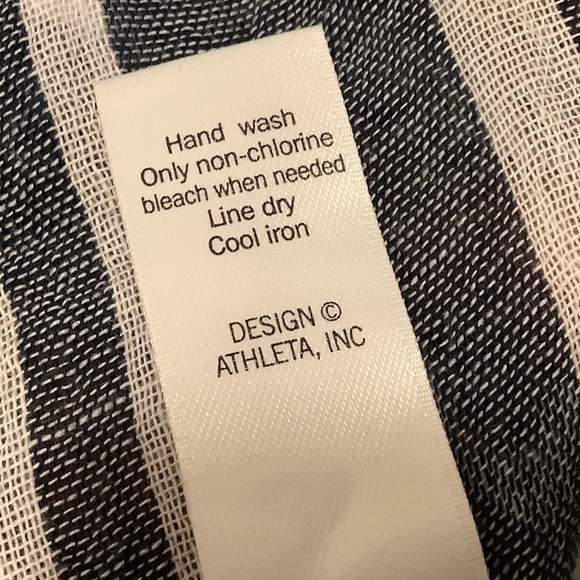 Hand wash
Only non-chlorine
bleach when needed
Line dry
Cool iron
DESIGN ©
ATHLETA, INC